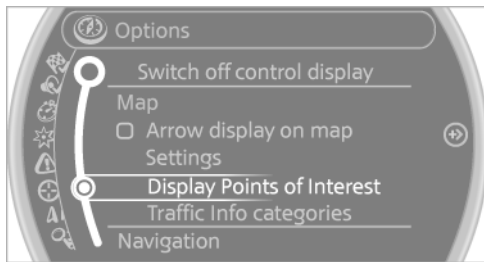 Options
Switch off control display
Map
Arrow display on map
Settings
Display Points of Interest
Traffic Info categories
Navigation